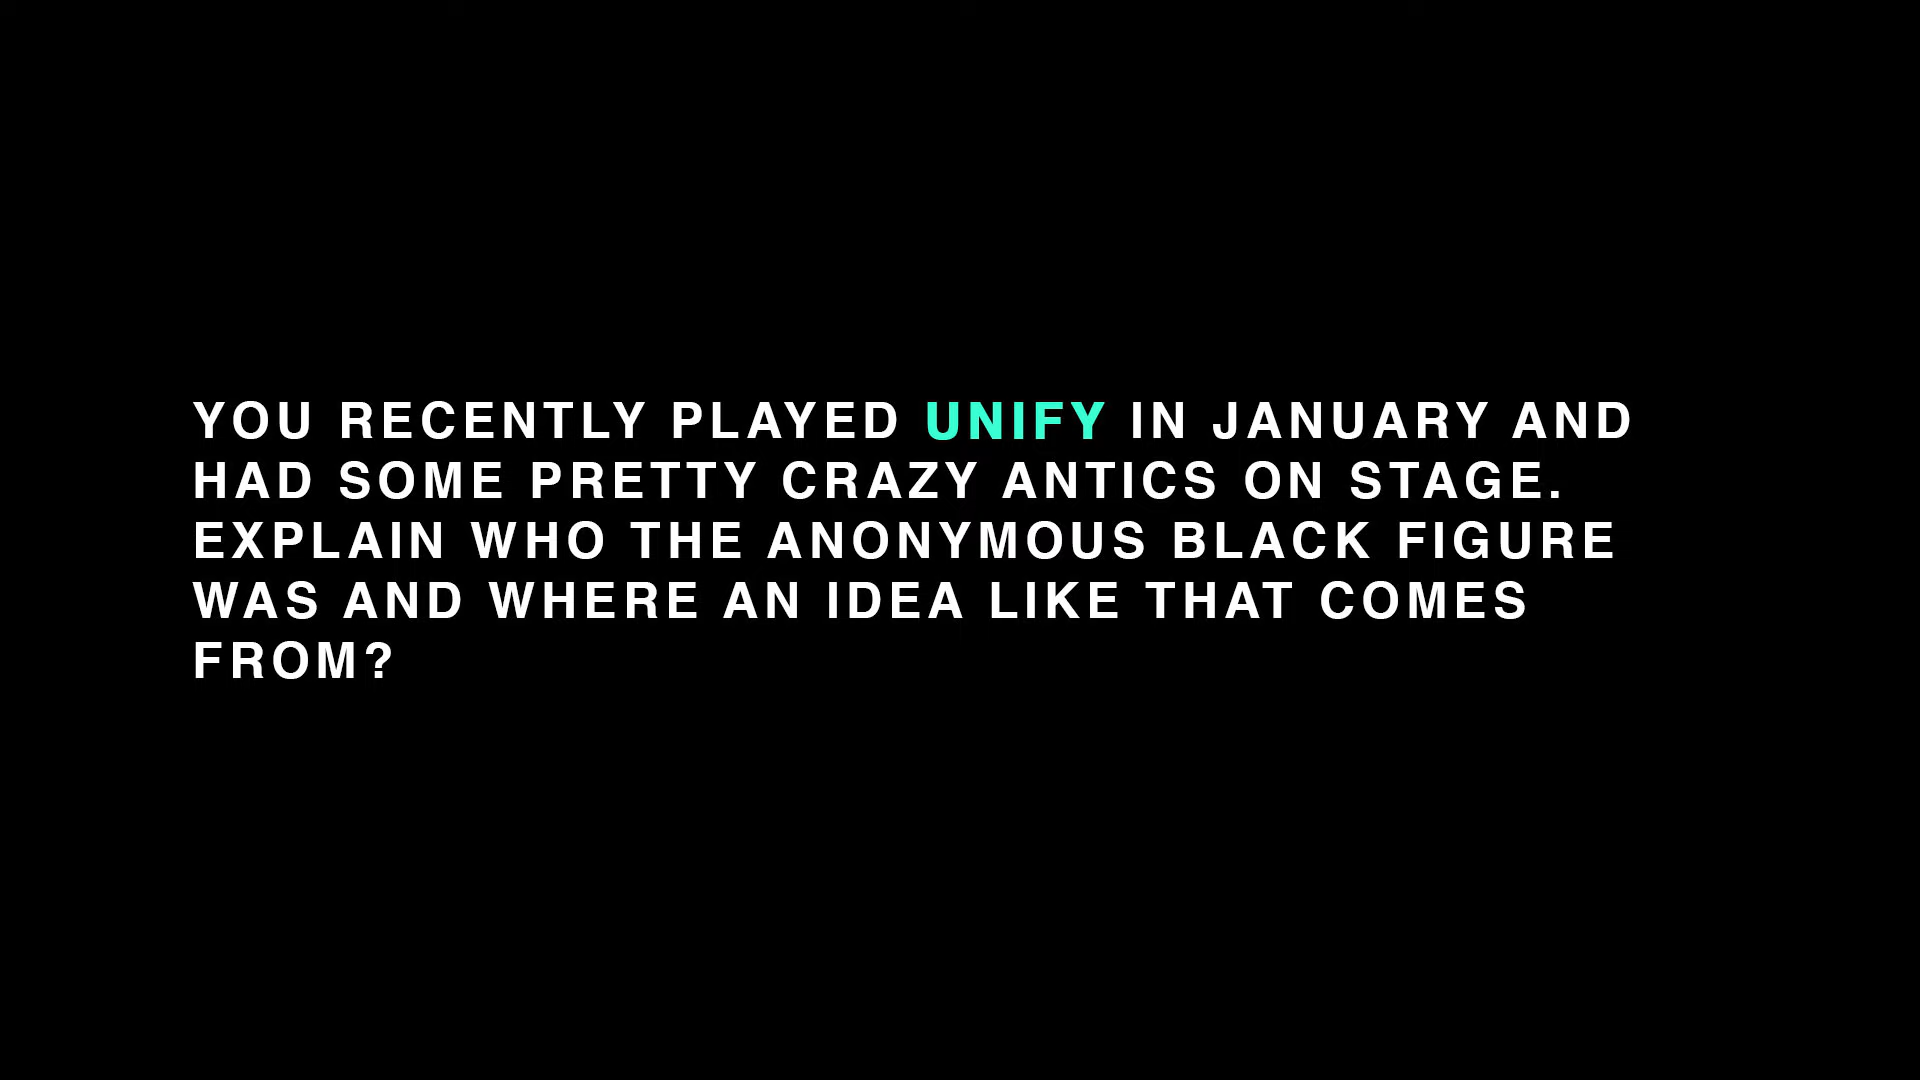 YOU RECENTLY PLAYED UNIFY IN JANUARY AND
HAD SOME PRETTY CRAZY ANTICS ON STAGE.
EXPLAIN WHO THE ANONYMOUS BLACK FIGURE
WAS AND WHERE AN IDEA LIKE THAT COMES
FROM?